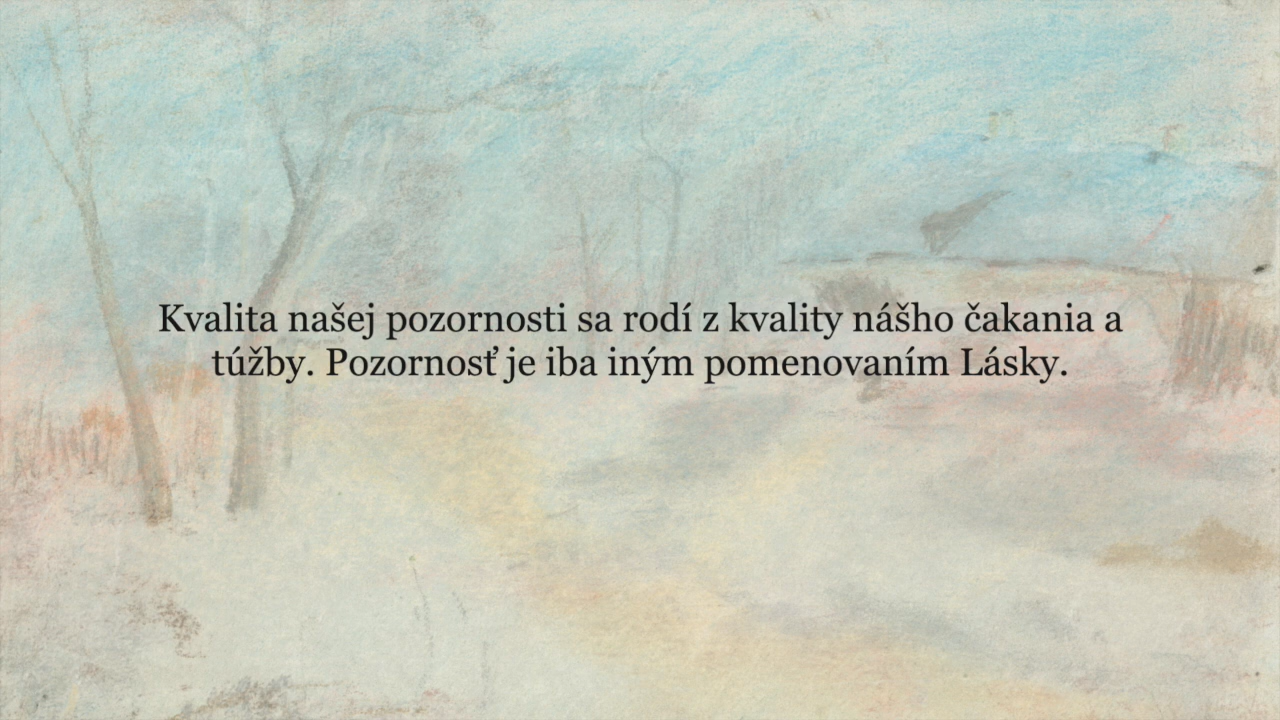 Kvalita našej pozornosti sa rodí z kvality nášho čakania a
túžby. Pozornosť je iba iným pomenovaním Lásky.